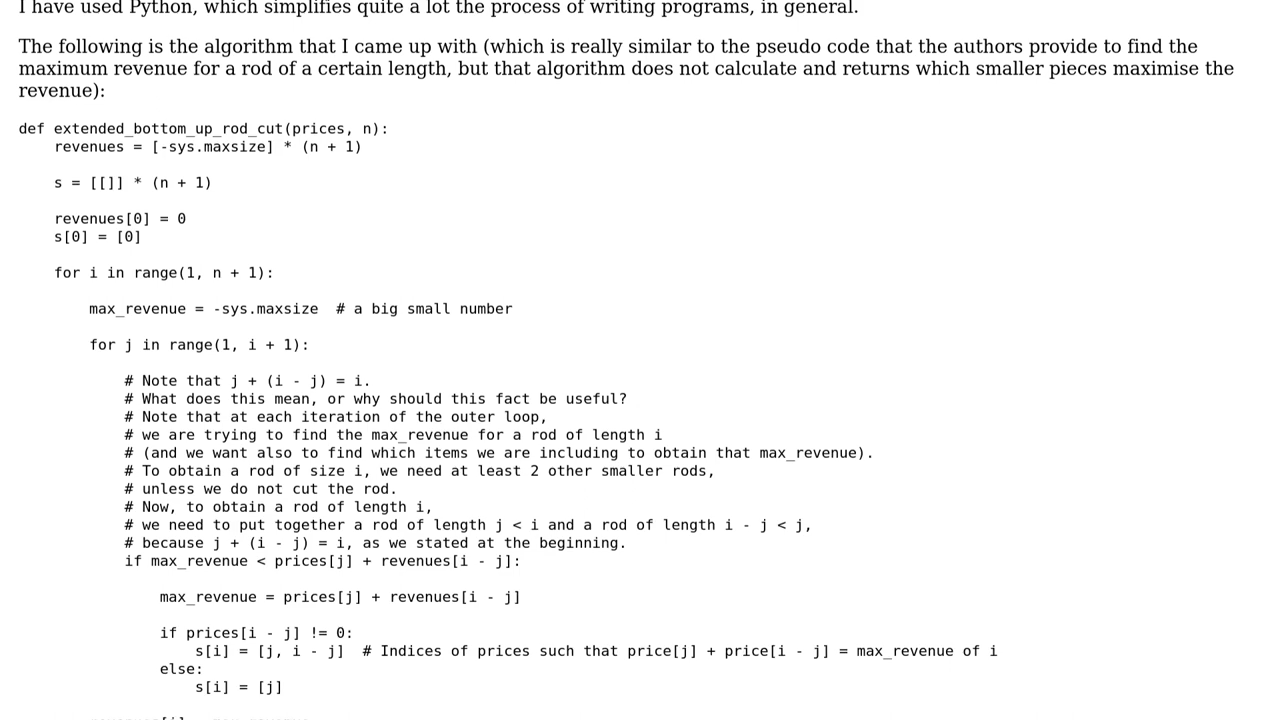 I have used Python, which simplifies quite a lot the process of writing programs, in general.
The following is the algorithm that I came up with (which is really similar to the pseudo code that the authors provide to find the
maximum revenue for a rod of a certain length, but that algorithm does not calculate and returns which smaller pieces maximise the
revenue):
def extended_bottom_up_rod_cut(prices, n):
    revenues = [-sys.maxsize] * (n + 1)
    s = [[]] * (n + 1)
    revenues[0] = 0
    s[0] = [0]
    for i in range(1, n + 1):
        max_revenue = -sys.maxsize  # a big small number
        for j in range(1, i + 1):
            # Note that j + (i - j) = i.
            # What does this mean, or why should this fact be useful?
            # Note that at each iteration of the outer loop,
            # we are trying to find the max_revenue for a rod of length i
            # (and we want also to find which items we are including to obtain that max_revenue).
            # To obtain a rod of size i, we need at least 2 other smaller rods,
            # unless we do not cut the rod.
            # Now, to obtain a rod of length i,
            # we need to put together a rod of length j < i and a rod of length i - j < j,
            # because j + (i - j) = i, as we stated at the beginning.
            if max_revenue < prices[j] + revenues[i - j]:
                max_revenue = prices[j] + revenues[i - j]
                if prices[i - j] != 0:
                    s[i] = [j, i - j]  # Indices of prices such that price[j] + price[i - j] = max_revenue of i
                else:
                    s[i] = [j]